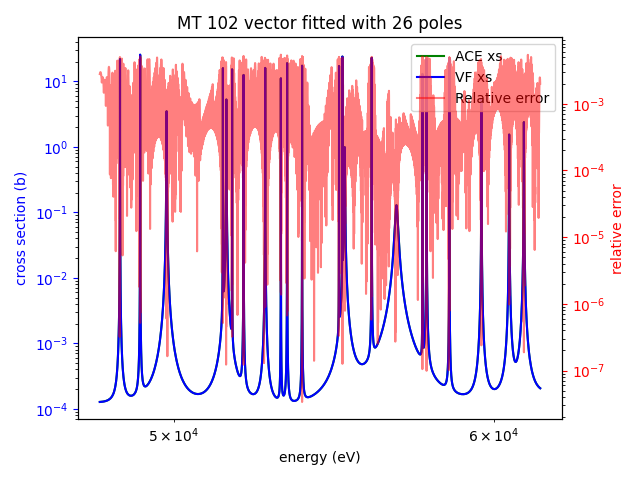 MT 102 vector fitted with 26 poles
ACE xs
VF xs
Relative error
cross section (b)
10¹
10⁰
10⁻¹
10⁻²
10⁻³
10⁻⁴
relative error
10⁻³
10⁻⁴
10⁻⁵
10⁻⁶
10⁻⁷
5 × 10⁴
6 × 10⁴
energy (eV)